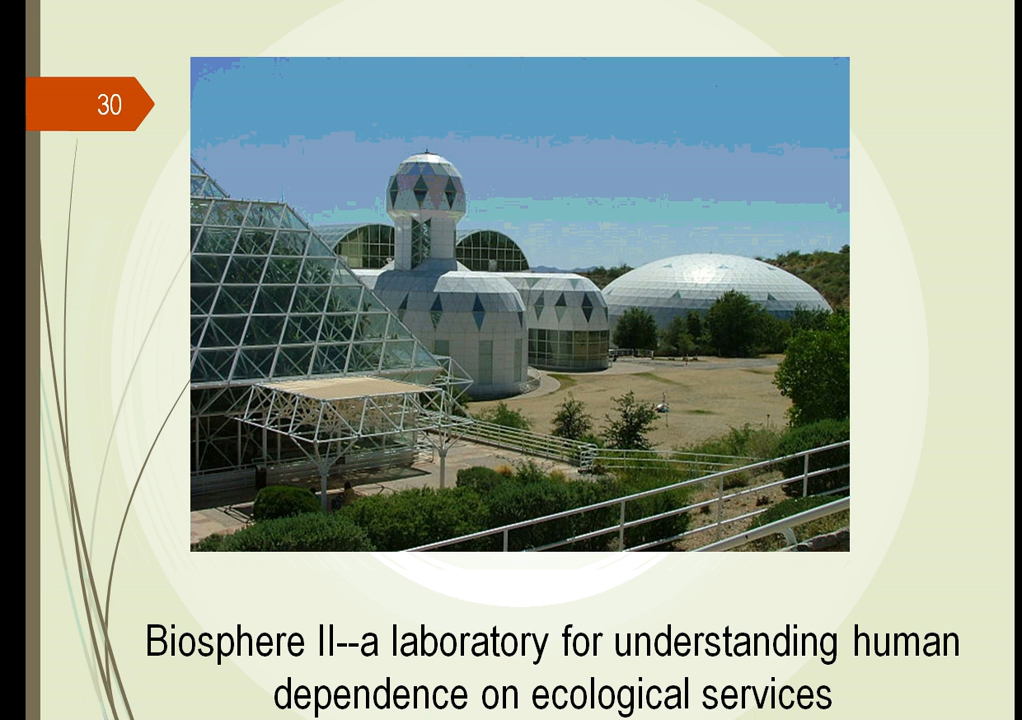 30
Biosphere II--a laboratory for understanding human
dependence on ecological services